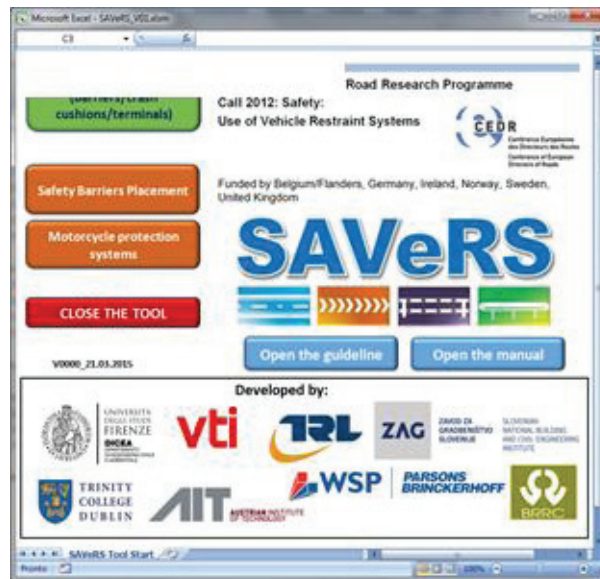 Microsoft Excel - SAVeRS_V01.xlsm
C3
Road Research Programme
(barriers/crash
cushions/terminals)
Call 2012: Safety:
Use of Vehicle Restraint Systems
CEDR
Conférence Européenne
des Directeurs des Routes
Conference of European
Directors of Roads
Safety Barriers Placement
Funded by Belgium/Flanders, Germany, Ireland, Norway, Sweden,
United Kingdom
Motorcycle protection
systems
SAVeRS
CLOSE THE TOOL
Open the guideline
Open the manual
V0000_21.03.2015
Developed by:
UNIVERSITÀ
DEGLI STUDI
FIRENZE
DICEA
vti
TRL
ZAG
ZAVOD ZA
GRADBENIŠTVO
SLOVENIJE
SLOVENIAN
NATIONAL BUILDING
AND CIVIL ENGINEERING
INSTITUTE
TRINITY
COLLEGE
DUBLIN
AIT
AUSTRIAN INSTITUTE
OF TECHNOLOGY
WSP
PARSONS
BRINCKERHOFF
BRRC
SAVeRS Tool Start
Pronto
100%